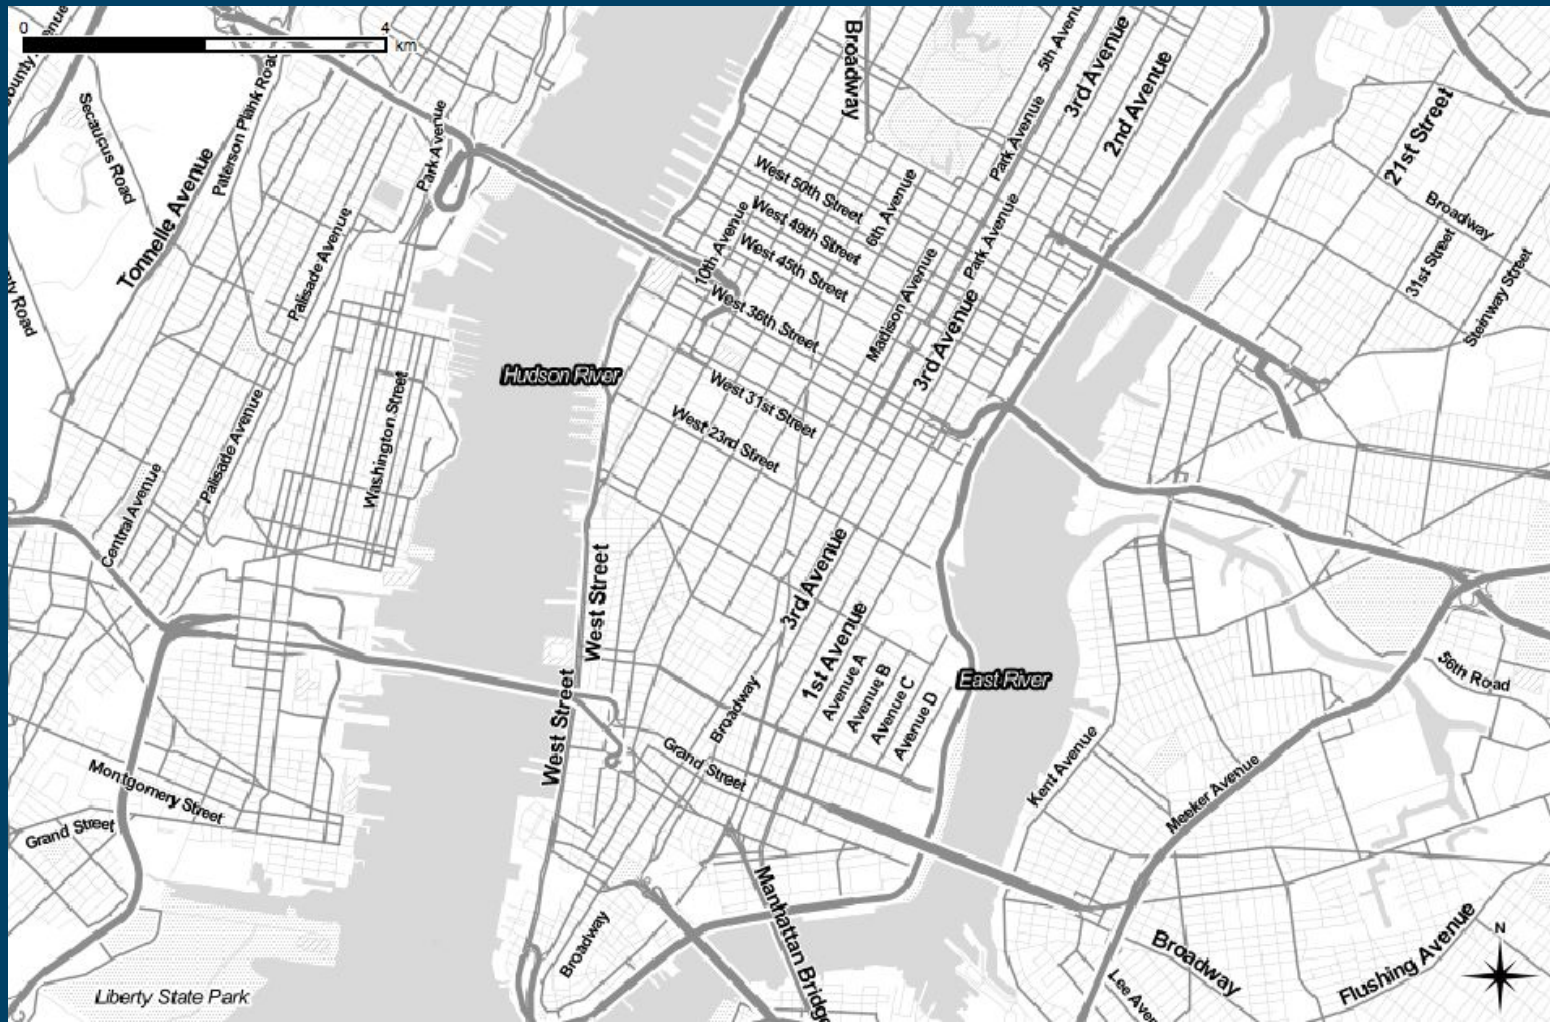 0
4
km
Broadway
5th Avenu
3rd Avenue
2nd Avenue
Secaucus Road
Paterson Plank Road
Park Avenue
Park Avenue
21st Street
Tonnelle Avenue
West 50th Street
West 49th Street
West 45th Street
6th Avenue
10th Avenue
Park Avenue
Broadway
31st Street
Steinway Street
Palisade Avenue
West 36th Street
Madison Avenue
3rd Avenue
Hudson River
West 31st Street
West 23rd Street
Washington Street
Palisade Avenue
Central Avenue
West Street
3rd Avenue
1st Avenue
Avenue A
Avenue B
Avenue C
Avenue D
East River
56th Road
West Street
Broadway
Grand Street
Kent Avenue
Meeker Avenue
Montgomery Street
Grand Street
Manhattan Bridge
Broadway
Broadway
Flushing Avenue
N
Lee Aven
Liberty State Park